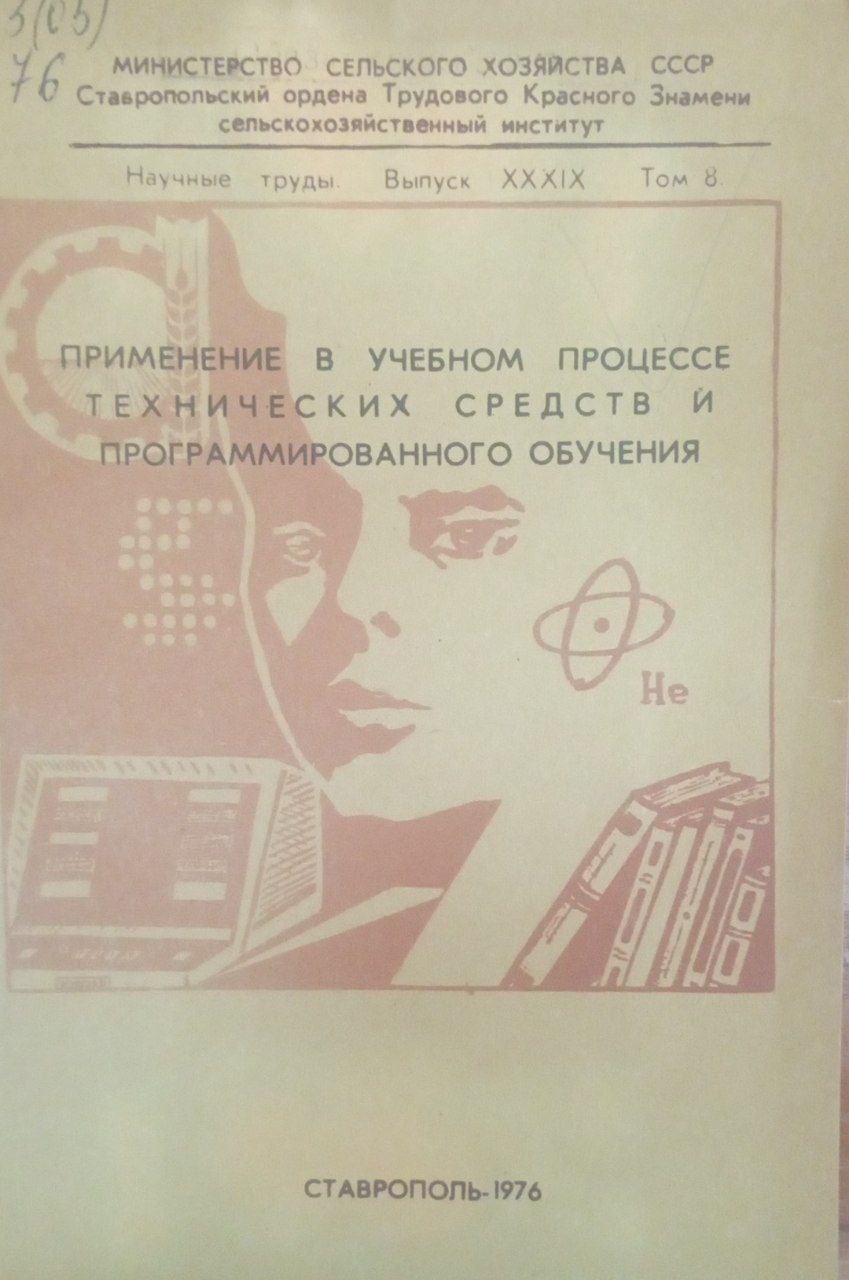 5(05)
76
МИНИСТЕРСТВО СЕЛЬСКОГО ХОЗЯЙСТВА СССР
Ставропольский ордена Трудового Красного Знамени
сельскохозяйственный институт
Научные труды. Выпуск XXXIX Том 8.
ПРИМЕНЕНИЕ В УЧЕБНОМ ПРОЦЕССЕ
ТЕХНИЧЕСКИХ СРЕДСТВ И
ПРОГРАММИРОВАННОГО ОБУЧЕНИЯ
He
СТАВРОПОЛЬ-1976